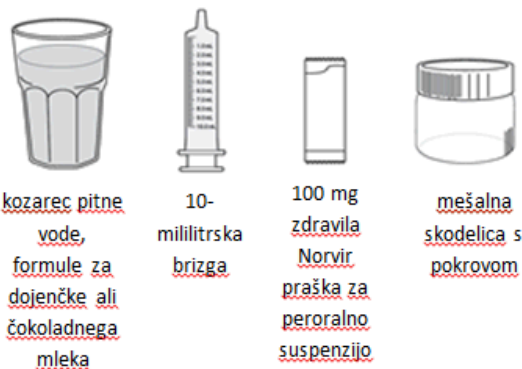 kozarec pitne
vode,
formule za
dojenčke ali
čokoladnega
mleka
10-
mililitrska
brizga
100 mg
zdravila
Norvir
praška za
peroralno
suspenzijo
mešalna
skodelica s
pokrovom